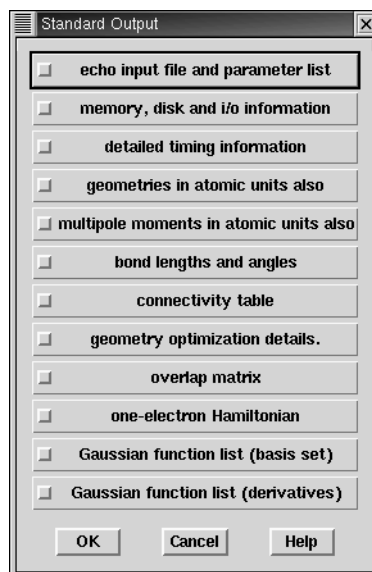 Standard Output
echo input file and parameter list
memory, disk and i/o information
detailed timing information
geometries in atomic units also
multipole moments in atomic units also
bond lengths and angles
connectivity table
geometry optimization details.
overlap matrix
one-electron Hamiltonian
Gaussian function list (basis set)
Gaussian function list (derivatives)
OK Cancel Help